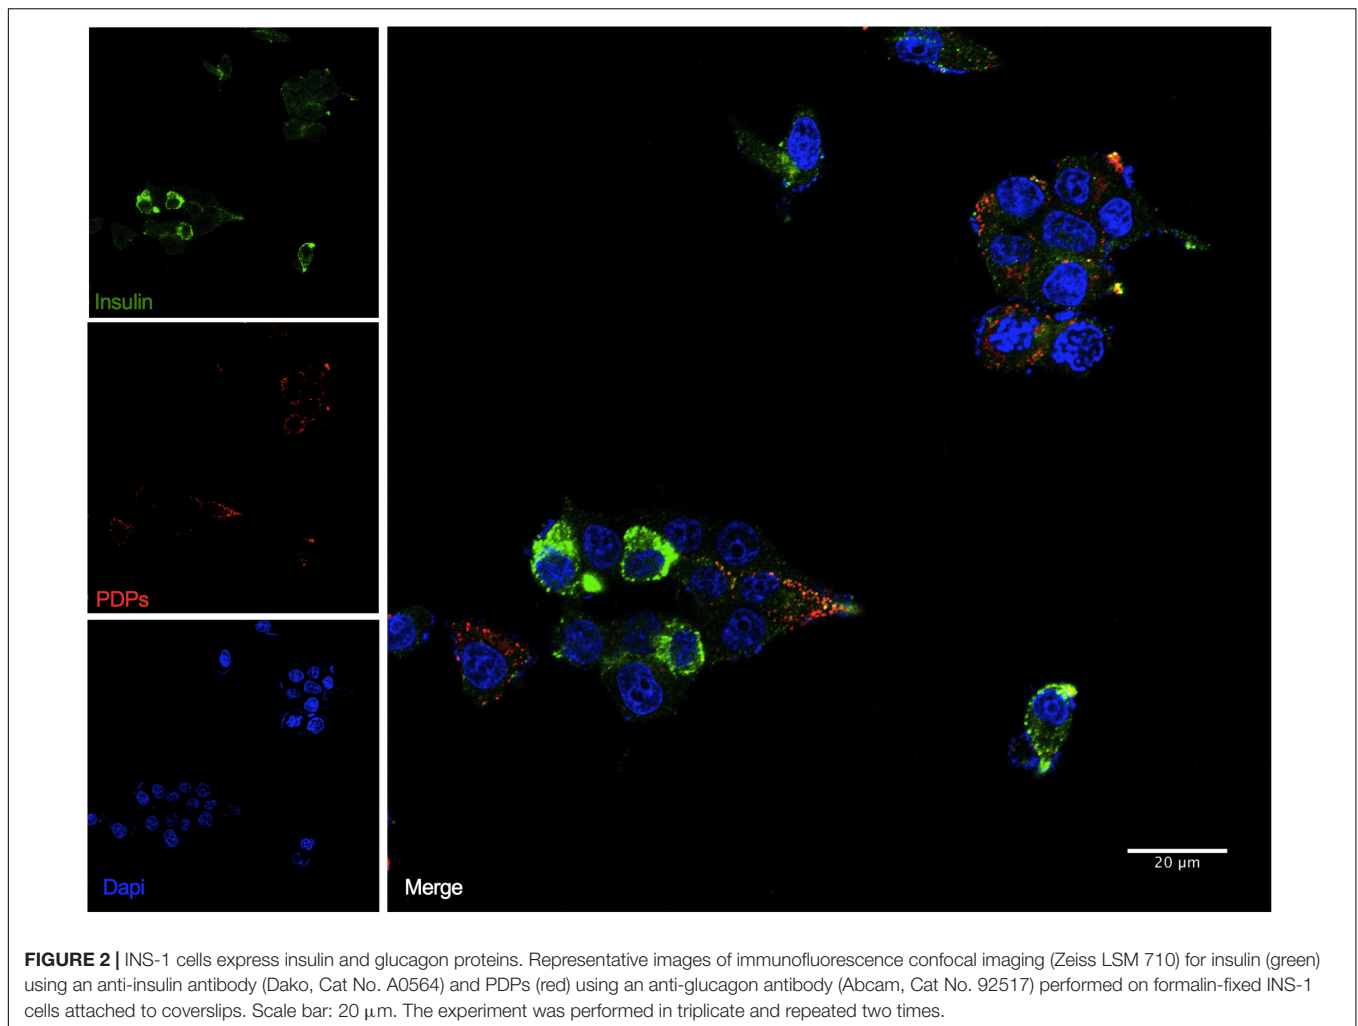 Insulin
PDPs
Dapi
Merge
20 μm
FIGURE 2 | INS-1 cells express insulin and glucagon proteins. Representative images of immunofluorescence confocal imaging (Zeiss LSM 710) for insulin (green)
using an anti-insulin antibody (Dako, Cat No. A0564) and PDPs (red) using an anti-glucagon antibody (Abcam, Cat No. 92517) performed on formalin-fixed INS-1
cells attached to coverslips. Scale bar: 20 μm. The experiment was performed in triplicate and repeated two times.